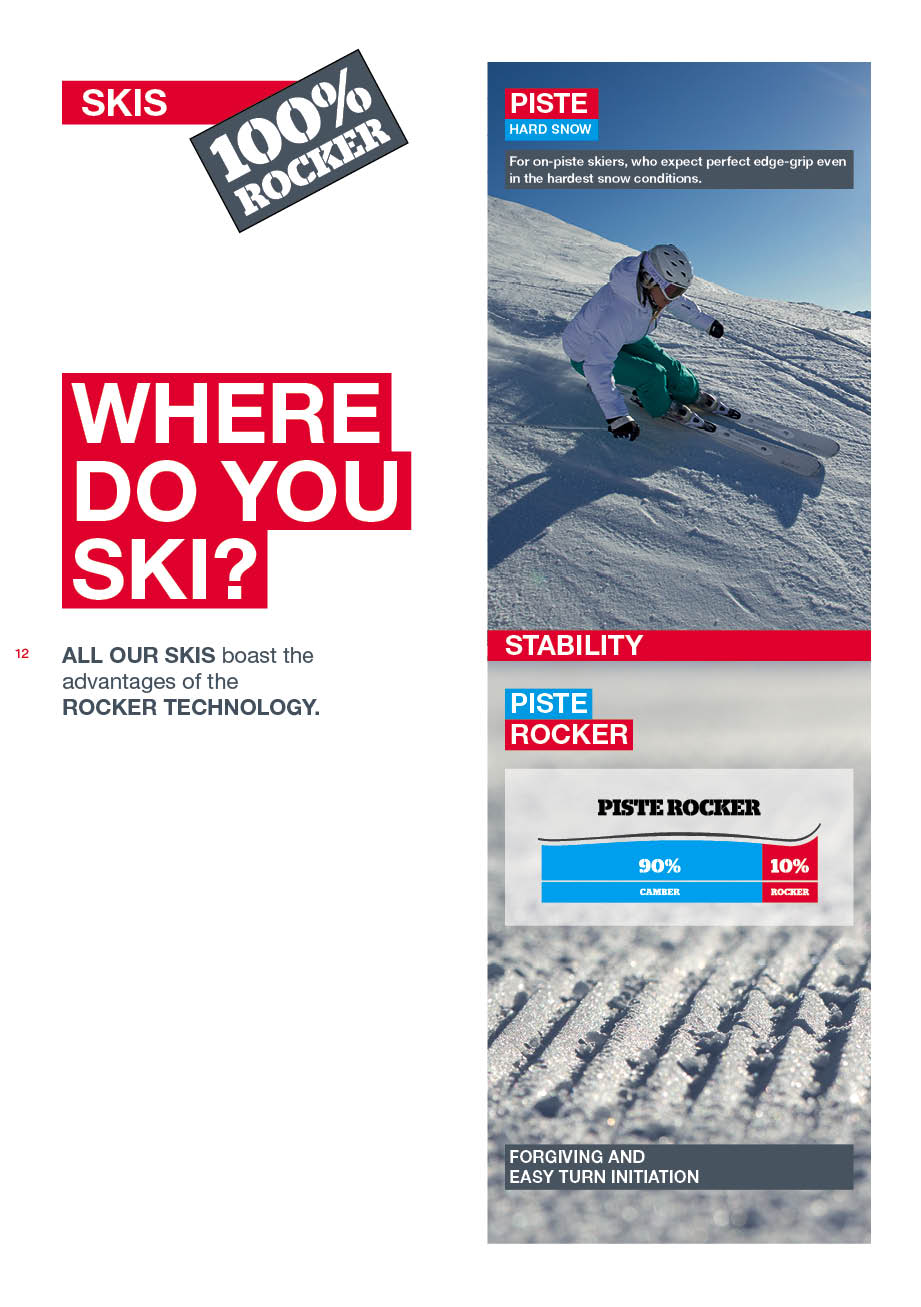 SKIS
100%
ROCKER
WHERE
DO YOU
SKI?
12
ALL OUR SKIS boast the
advantages of the
ROCKER TECHNOLOGY.
PISTE
HARD SNOW
For on-piste skiers, who expect perfect edge-grip even
in the hardest snow conditions.
STABILITY
PISTE
ROCKER
PISTE ROCKER
90% 10%
CAMBER ROCKER
FORGIVING AND
EASY TURN INITIATION